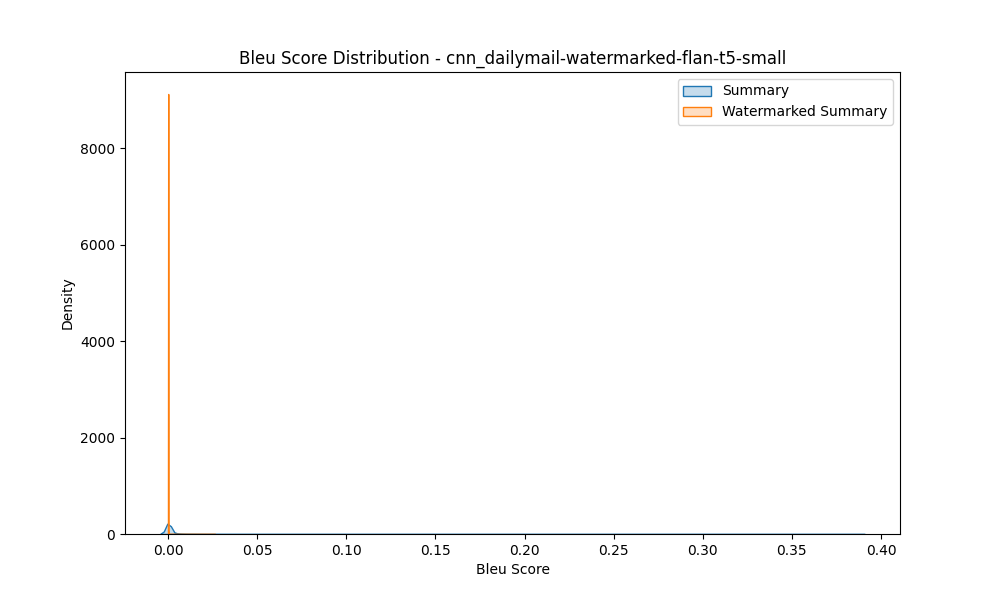 Bleu Score Distribution - cnn_dailymail-watermarked-flan-t5-small
Summary
Watermarked Summary
8000
6000
4000
2000
0
Density
0.00 0.05 0.10 0.15 0.20 0.25 0.30 0.35 0.40
Bleu Score